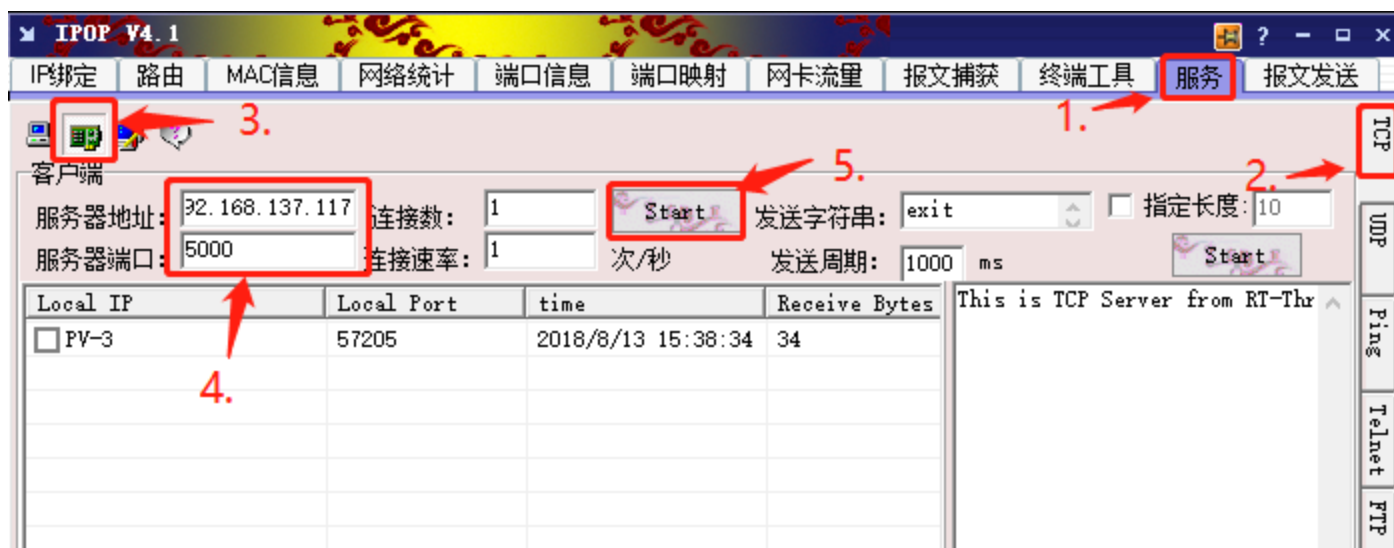 IPOP V4.1
IP绑定 路由 MAC信息 网络统计 端口信息 端口映射 网卡流量 报文捕获 终端工具 服务 报文发送
1.
3.
TCP
2.
客户端
5.
服务器地址: 92.168.137.117 连接数: 1 Start 发送字符串: exit 指定长度: 10
服务器端口: 5000 连接速率: 1 次/秒 发送周期: 1000 ms Start
UDP
Local IP Local Port time Receive Bytes
This is TCP Server from RT-Thr
PV-3 57205 2018/8/13 15:38:34 34
Ping
4.
Telnet
FTP